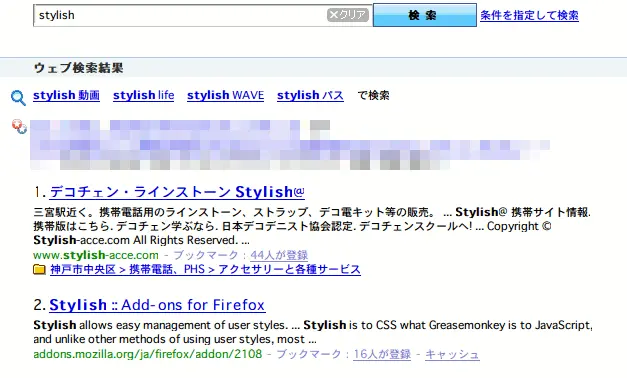 stylish ×クリア 検 索 条件を指定して検索
ウェブ検索結果
stylish 動画 stylish life stylish WAVE stylish バス で検索
1. デコチェン・ラインストーン Stylish@
三宮駅近く。携帯電話用のラインストーン、ストラップ、デコ電キット等の販売。 ... Stylish@ 携帯サイト情報.
携帯版はこちら. デコチェン学ぶなら. 日本デコデニスト協会認定. デコチェンスクールへ! ... Copyright ©
Stylish-acce.com All Rights Reserved. ...
www.stylish-acce.com - ブックマーク：44人が登録
神戸市中央区 > 携帯電話、PHS > アクセサリーと各種サービス
2. Stylish :: Add-ons for Firefox
Stylish allows easy management of user styles. ... Stylish is to CSS what Greasemonkey is to JavaScript,
and unlike other methods of using user styles, most ...
addons.mozilla.org/ja/firefox/addon/2108 - ブックマーク：16人が登録 - キャッシュ